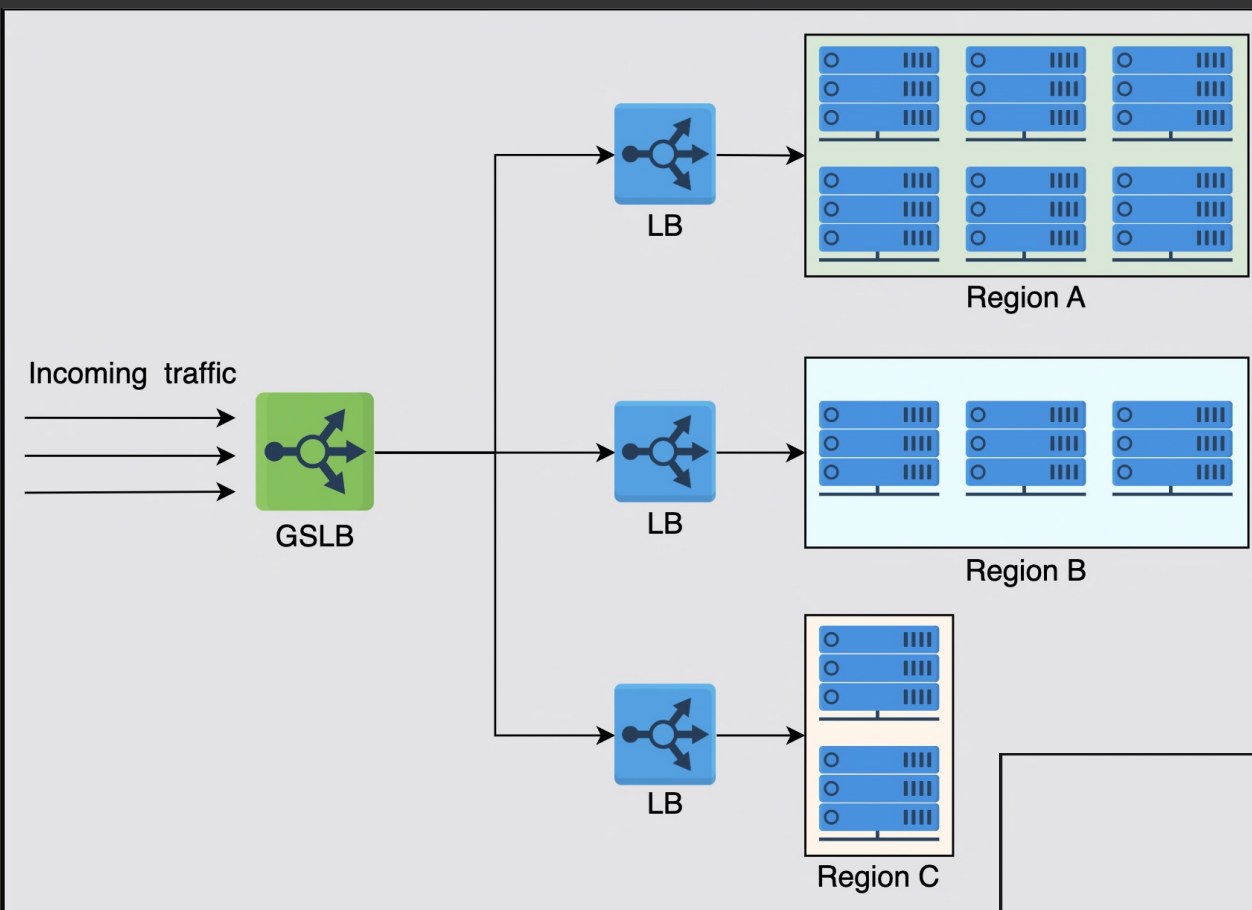 LB
Region A
Incoming traffic
GSLB
LB
Region B
LB
Region C